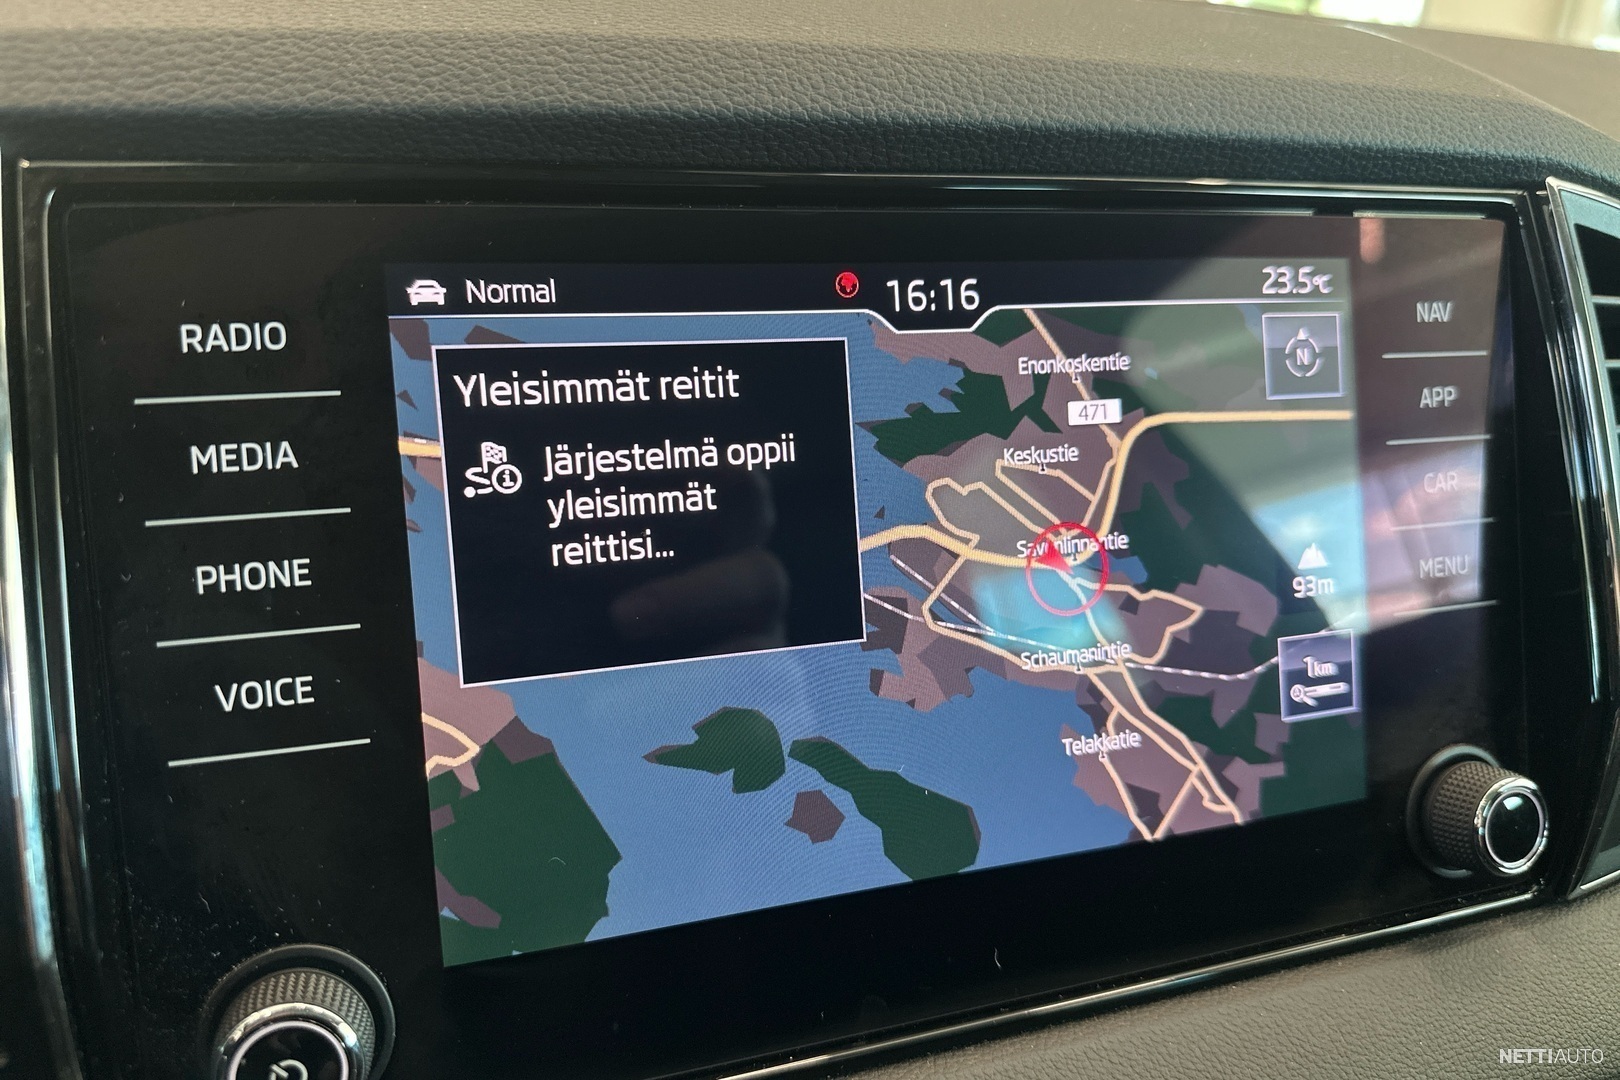 Normal
16:16
23.5°C
RADIO
MEDIA
PHONE
VOICE
Yleisimmät reitit
Järjestelmä oppii
yleisimmät
reittisi...
Enonkoskentie
471
Keskustie
Savonlinnantie
Schaumanintie
Telakkatie
N
93m
1km
NAV
APP
CAR
MENU
NETTIAUTO